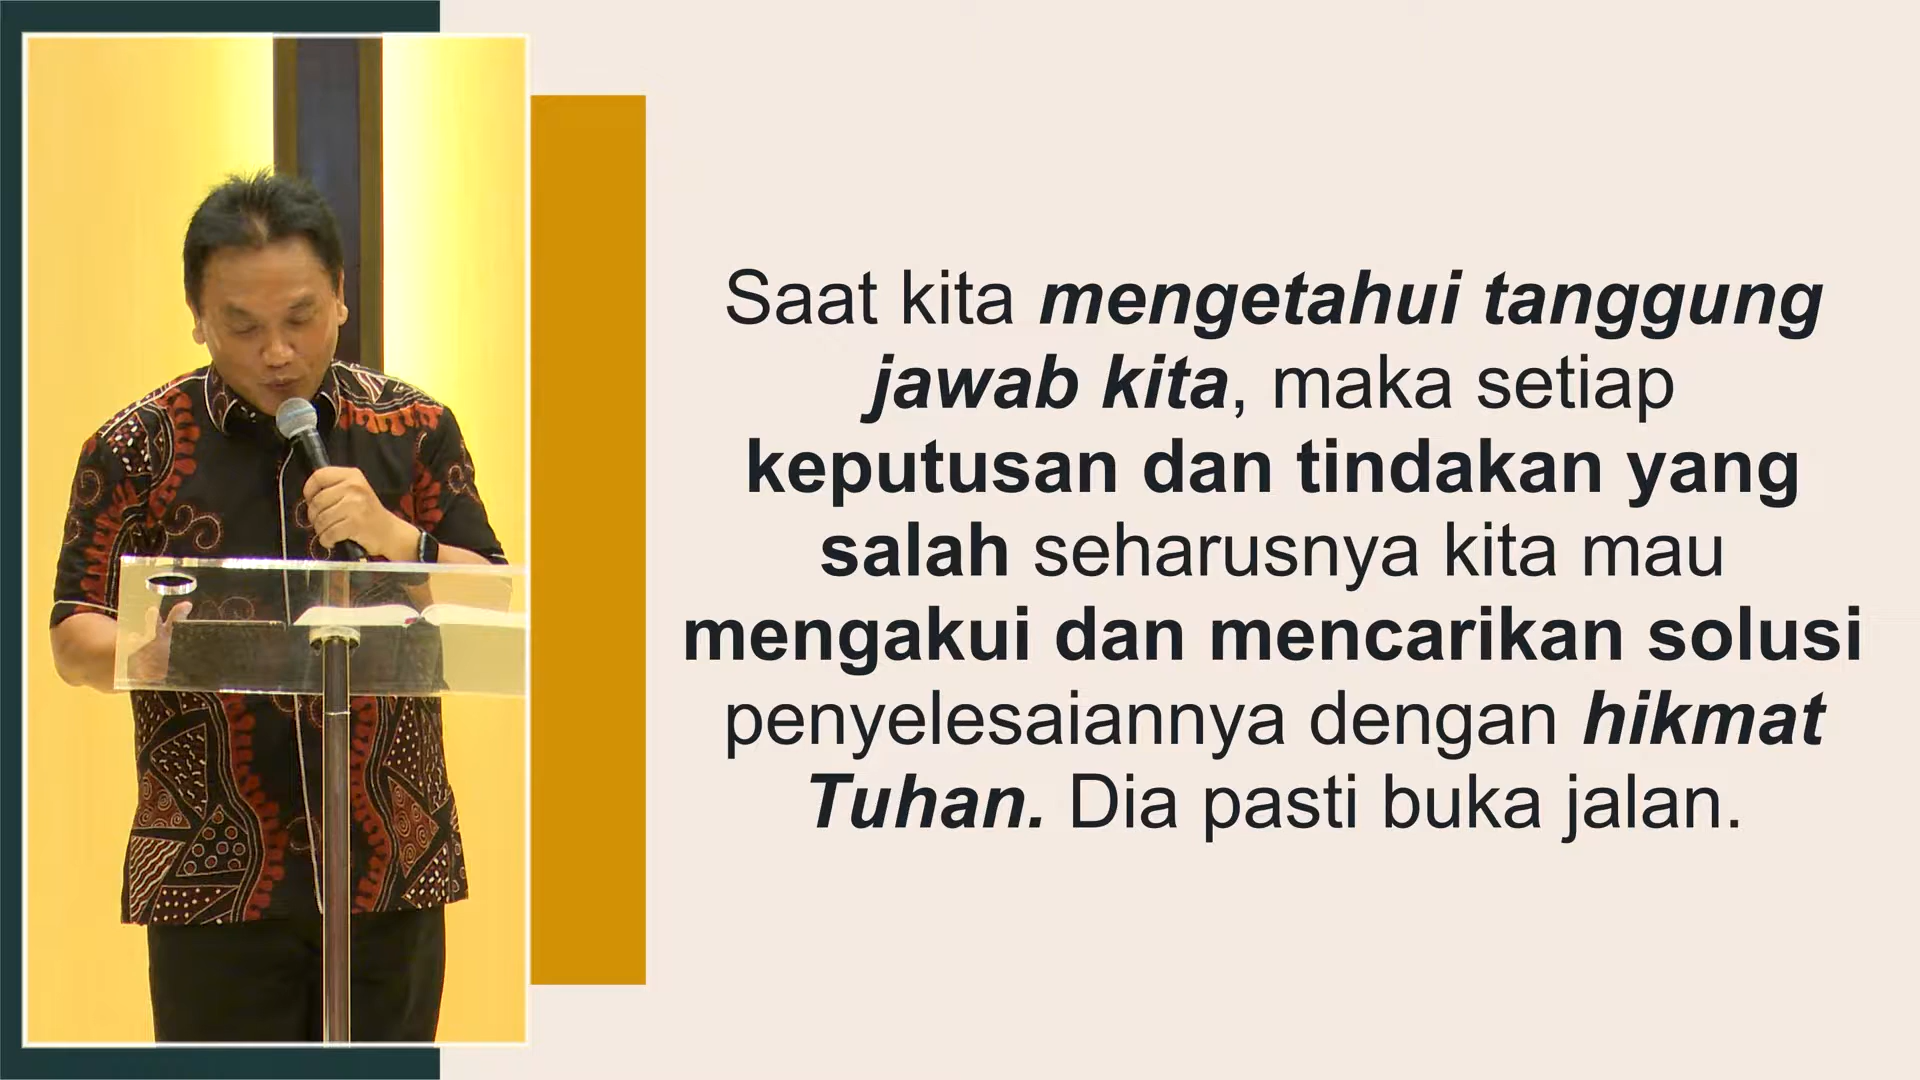 Saat kita mengetahui tanggung
jawab kita, maka setiap
keputusan dan tindakan yang
salah seharusnya kita mau
mengakui dan mencarikan solusi
penyelesaiannya dengan hikmat
Tuhan. Dia pasti buka jalan.